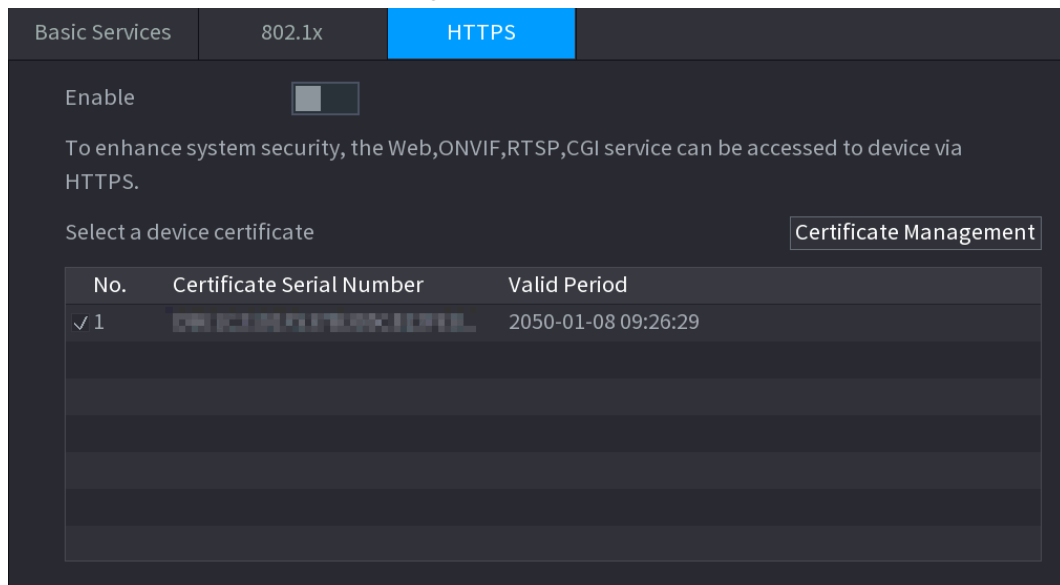 Basic Services 802.1x HTTPS
Enable
To enhance system security, the Web,ONVIF,RTSP,CGI service can be accessed to device via
HTTPS.
Select a device certificate Certificate Management
No. Certificate Serial Number Valid Period
1 2050-01-08 09:26:29